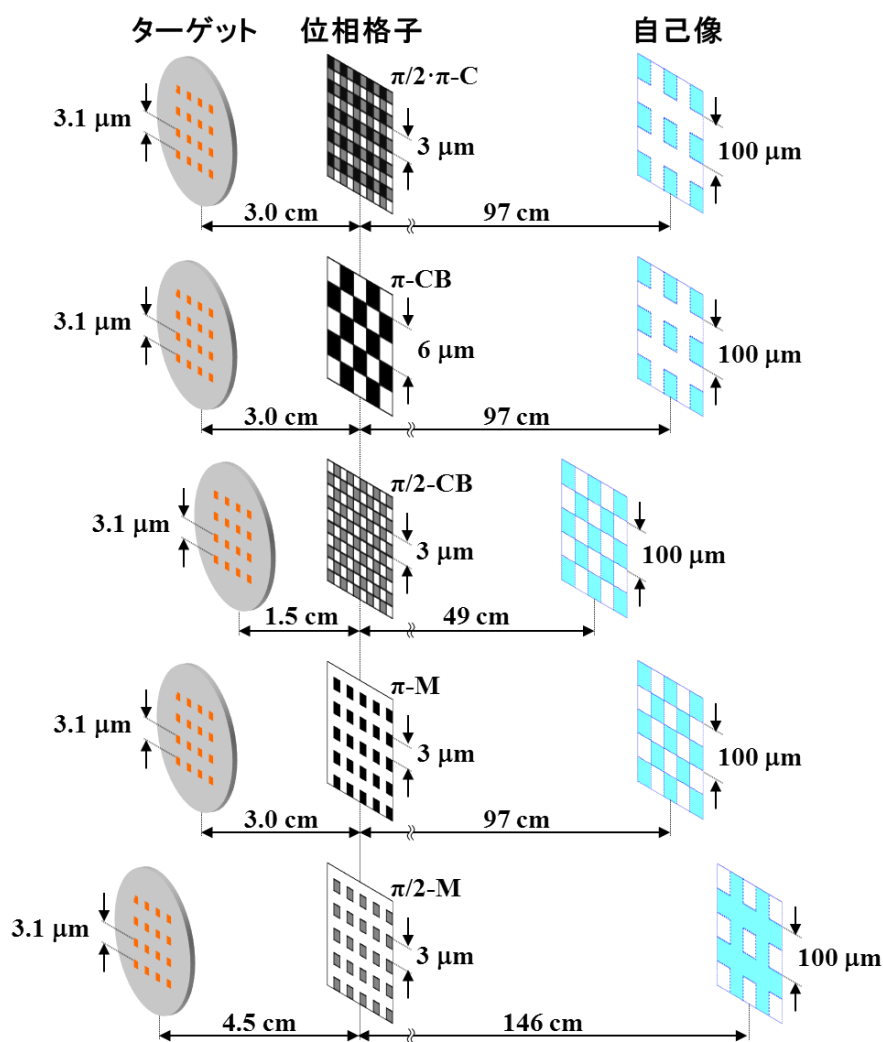 ターゲット 位相格子 自己像
π/2·π-C
3.1 μm 3 μm 100 μm
3.0 cm 97 cm
π-CB
3.1 μm 6 μm 100 μm
3.0 cm 97 cm
π/2-CB
3.1 μm 3 μm 100 μm
1.5 cm 49 cm
π-M
3.1 μm 3 μm 100 μm
3.0 cm 97 cm
π/2-M
3.1 μm 3 μm 100 μm
4.5 cm 146 cm